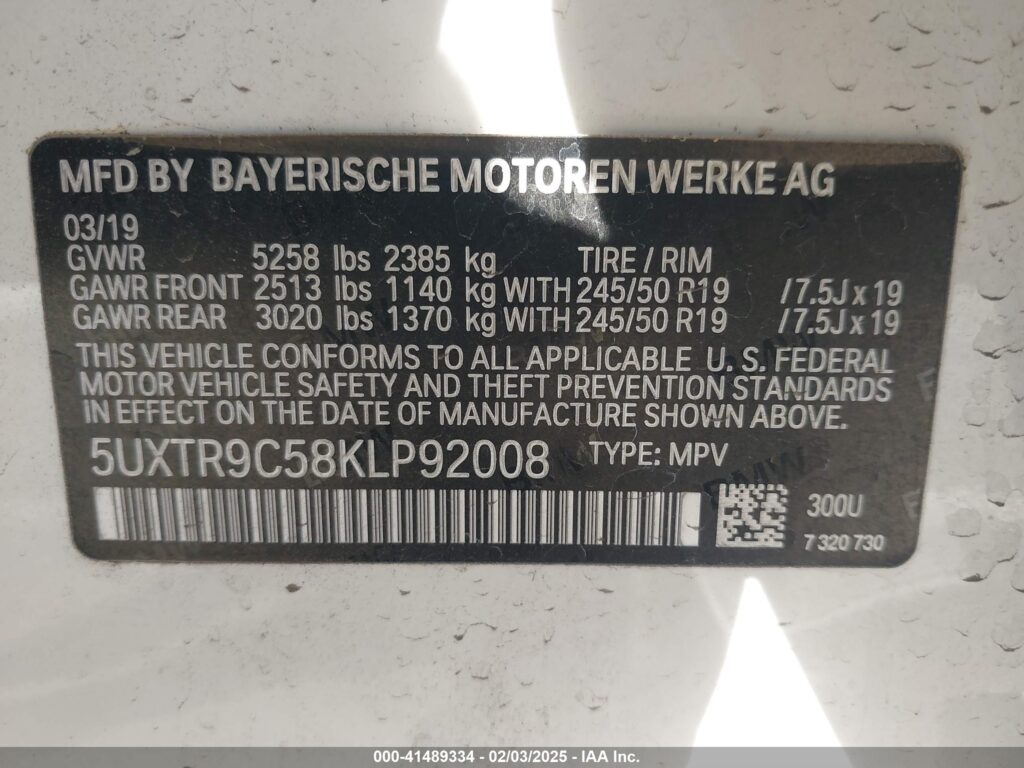 MFD BY BAYERISCHE MOTOREN WERKE AG
03/19
GVWR 5258 lbs 2385 kg TIRE / RIM
GAWR FRONT 2513 lbs 1140 kg WITH 245/50 R19 /7.5J x 19
GAWR REAR 3020 lbs 1370 kg WITH 245/50 R19 /7.5J x 19
THIS VEHICLE CONFORMS TO ALL APPLICABLE U. S. FEDERAL
MOTOR VEHICLE SAFETY AND THEFT PREVENTION STANDARDS
IN EFFECT ON THE DATE OF MANUFACTURE SHOWN ABOVE.
5UXTR9C58KLP92008 TYPE: MPV
300U
7 320 730
000-41489334 - 02/03/2025 - IAA Inc.